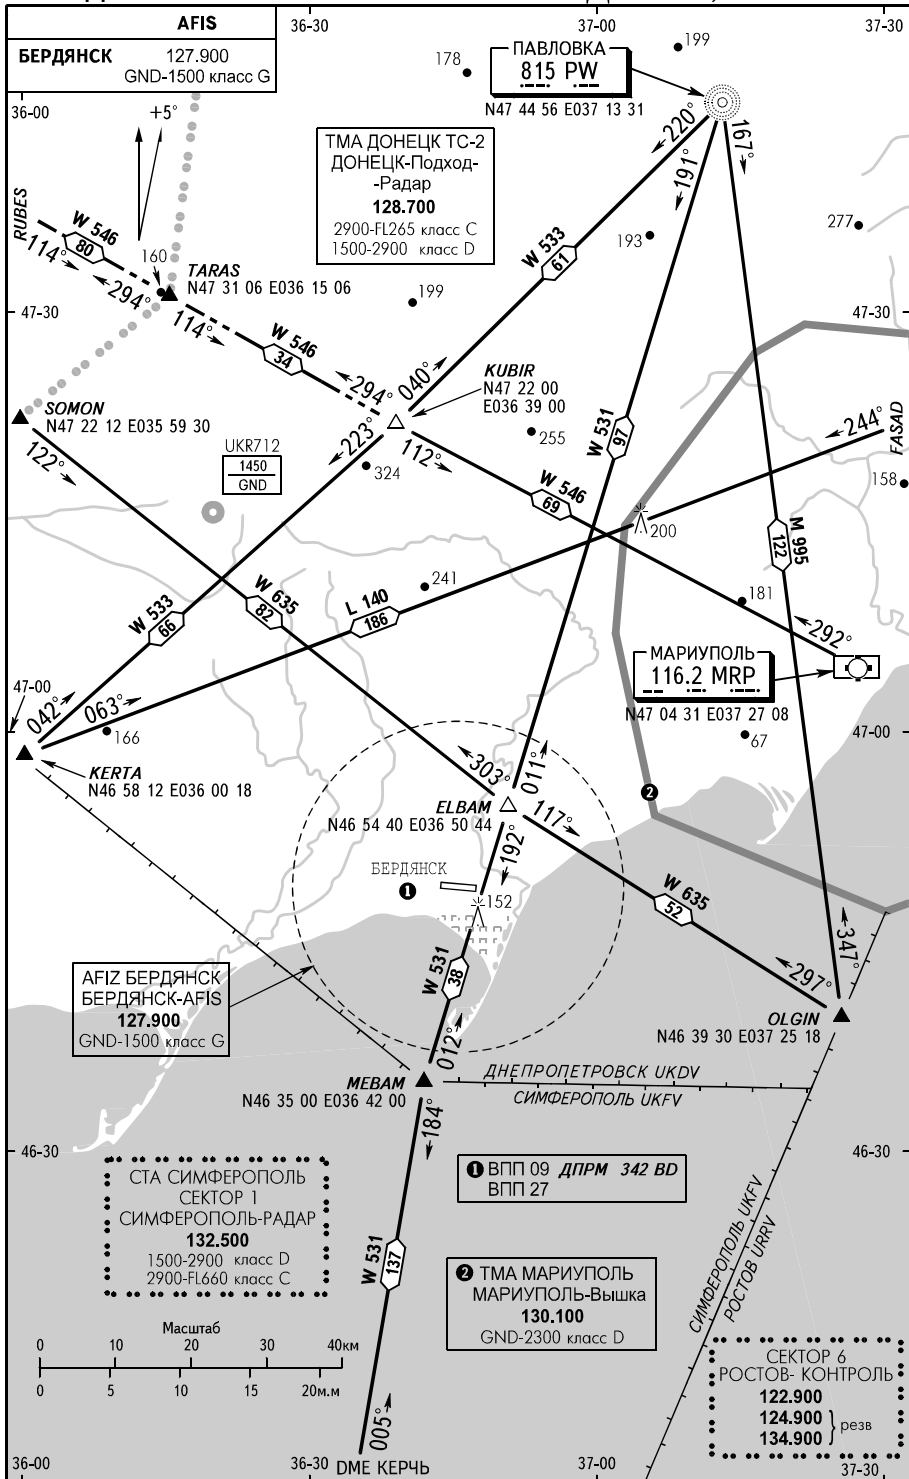 AFIS
БЕРДЯНСК 127.900
GND-1500 класс G
36-30
37-00
37-30
36-00
+5°
ПАВЛОВКА
815 PW
N47 44 56 E037 13 31
178
199
220°
191°
167°
ТМА ДОНЕЦК ТС-2
ДОНЕЦК-Подход-
-Радар
128.700
2900-FL265 класс C
1500-2900 класс D
RUBES
W 546
80
114°
294°
160
TARAS
N47 31 06 E036 15 06
47-30
114°
W 546
34
294°
199
193
277
W 533
61
040°
KUBIR
N47 22 00
E036 39 00
47-30
SOMON
N47 22 12 E035 59 30
122°
UKR712
1450
GND
223°
324
112°
255
W 531
97
W 546
69
244°
FASAD
158
200
M 995
122
W 533
66
W 635
82
L 140
186
241
181
292°
МАРИУПОЛЬ
116.2 MRP
N47 04 31 E037 27 08
67
47-00
47-00
042°
063°
166
KERTA
N46 58 12 E036 00 18
303°
011°
ELBAM
N46 54 40 E036 50 44
117°
192°
2
БЕРДЯНСК
1
152
W 635
52
W 531
38
347°
297°
OLGIN
N46 39 30 E037 25 18
AFIZ БЕРДЯНСК
БЕРДЯНСК-AFIS
127.900
GND-1500 класс G
012°
MEBAM
N46 35 00 E036 42 00
ДНЕПРОПЕТРОВСК UKDV
СИМФЕРОПОЛЬ UKFV
184°
46-30
46-30
СТА СИМФЕРОПОЛЬ
СЕКТОР 1
СИМФЕРОПОЛЬ-РАДАР
132.500
1500-2900 класс D
2900-FL660 класс C
1 ВПП 09 ДПРМ 342 BD
ВПП 27
W 531
137
2 ТМА МАРИУПОЛЬ
МАРИУПОЛЬ-Вышка
130.100
GND-2300 класс D
СИМФЕРОПОЛЬ UKFV
РОСТОВ URRV
Масштаб
0 10 20 30 40км
0 5 10 15 20м.м
СЕКТОР 6
РОСТОВ- КОНТРОЛЬ
122.900
124.900
134.900
резв
005°
DME КЕРЧЬ
36-00
36-30
37-00
37-30